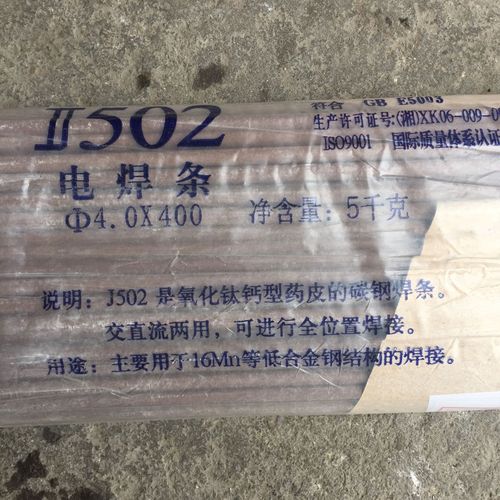 J502
电焊条
Φ4.0X400
符合 GB E5003
生产许可证号:(湘)XK06-009-0
ISO9001 国际质量体系认证
净含量: 5千克
说明: J502 是氧化钛钙型药皮的碳钢焊条。
交直流两用,可进行全位置焊接。
用途: 主要用于16Mn等低合金钢结构的焊接。